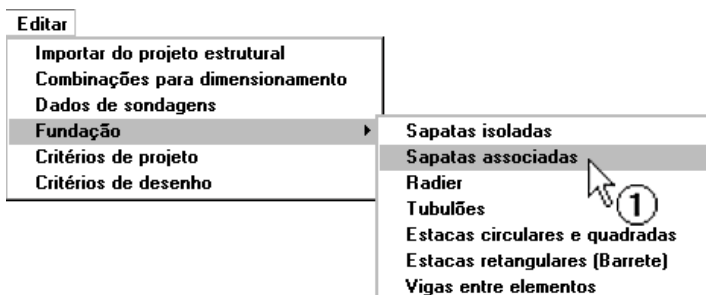 Editar
Importar do projeto estrutural
Combinações para dimensionamento
Dados de sondagens
Fundação
Critérios de projeto
Critérios de desenho
Sapatas isoladas
Sapatas associadas
1
Radier
Tubulões
Estacas circulares e quadradas
Estacas retangulares (Barrete)
Vigas entre elementos